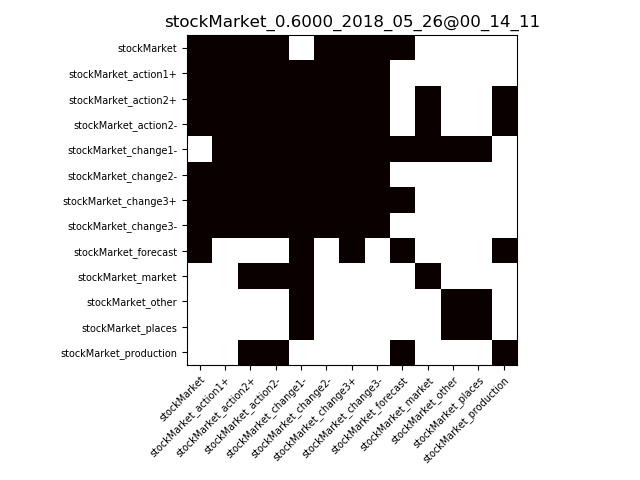 stockMarket_0.6000_2018_05_26@00_14_11
stockMarket
stockMarket_action1+
stockMarket_action2+
stockMarket_action2-
stockMarket_change1-
stockMarket_change2-
stockMarket_change3+
stockMarket_change3-
stockMarket_forecast
stockMarket_market
stockMarket_other
stockMarket_places
stockMarket_production
stockMarket
stockMarket_action1+
stockMarket_action2+
stockMarket_action2-
stockMarket_change1-
stockMarket_change2-
stockMarket_change3+
stockMarket_change3-
stockMarket_forecast
stockMarket_market
stockMarket_other
stockMarket_places
stockMarket_production